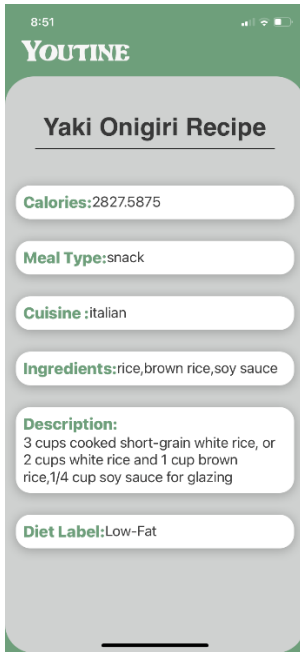 8:51
YOUTINE
Yaki Onigiri Recipe
Calories:2827.5875
Meal Type:snack
Cuisine :italian
Ingredients:rice,brown rice,soy sauce
Description:
3 cups cooked short-grain white rice, or
2 cups white rice and 1 cup brown
rice,1/4 cup soy sauce for glazing
Diet Label:Low-Fat